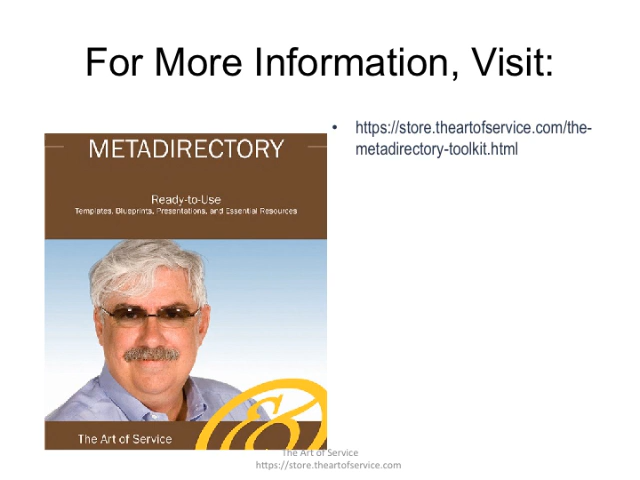 For More Information, Visit:
• https://store.theartofservice.com/the-
metadirectory-toolkit.html
METADIRECTORY
Ready-to-Use
Templates, Blueprints, Presentations, and Essential Resources
The Art of Service
The Art of Service
https://store.theartofservice.com